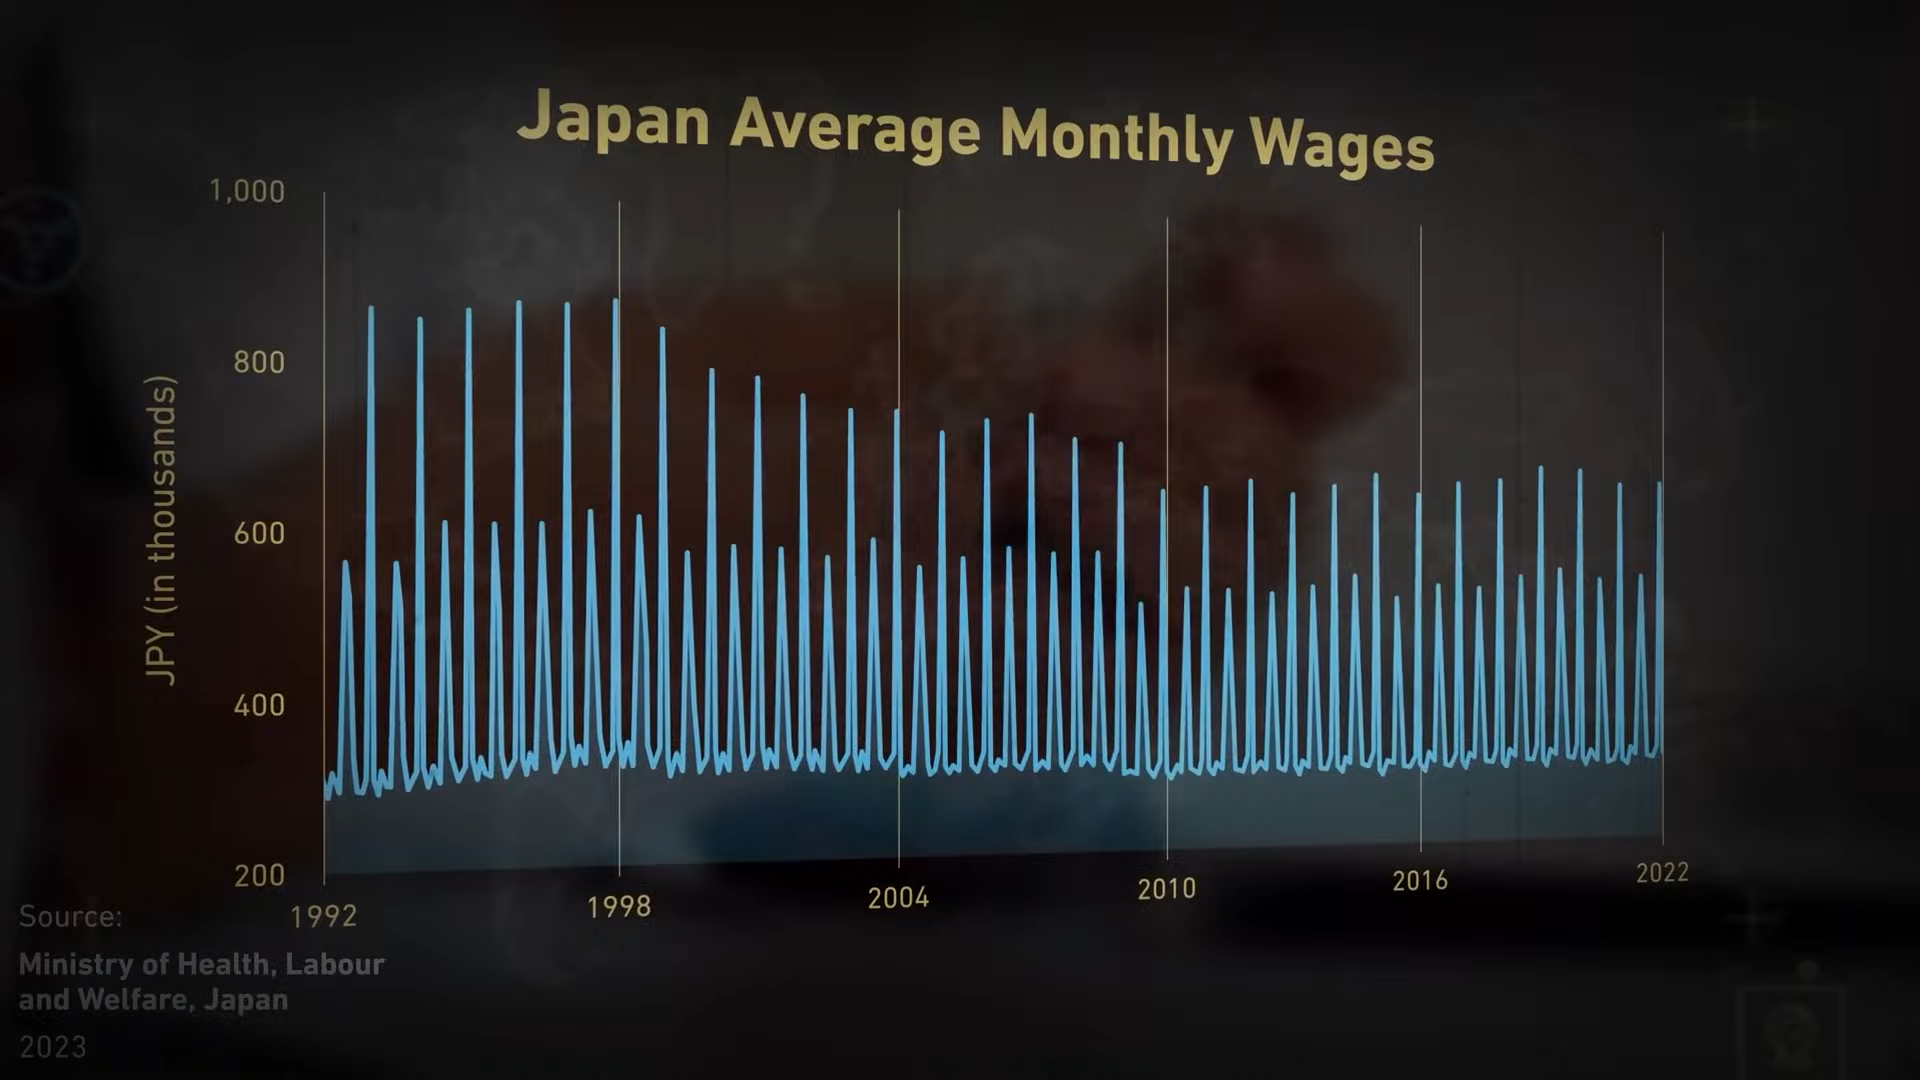 Japan Average Monthly Wages
1,000
800
600
400
200
JPY (in thousands)
1992
1998
2004
2010
2016
2022
Source:
Ministry of Health, Labour
and Welfare, Japan
2023